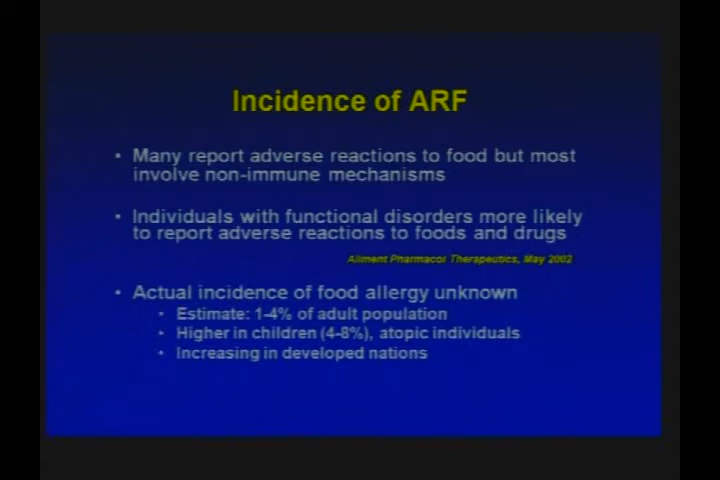 Incidence of ARF
• Many report adverse reactions to food but most
involve non-immune mechanisms
• Individuals with functional disorders more likely
to report adverse reactions to foods and drugs
Aliment Pharmacol Therapeutics, May 2002
• Actual incidence of food allergy unknown
• Estimate: 1-4% of adult population
• Higher in children (4-8%), atopic individuals
• Increasing in developed nations